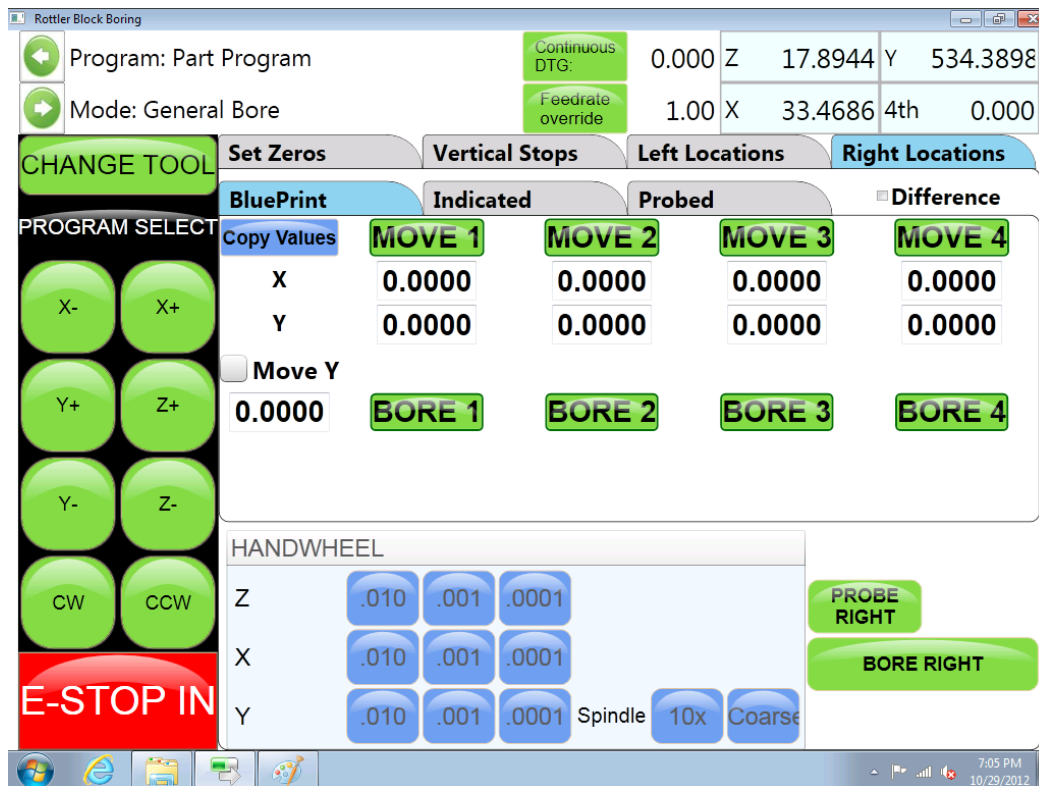 Rottler Block Boring
Program: Part Program
Continuous DTG:
0.000
Z 17.8944
Y 534.3898
Mode: General Bore
Feedrate override
1.00
X 33.4686
4th 0.000
CHANGE TOOL
Set Zeros
Vertical Stops
Left Locations
Right Locations
BluePrint
Indicated
Probed
Difference
PROGRAM SELECT
Copy Values
MOVE 1
MOVE 2
MOVE 3
MOVE 4
X 0.0000 0.0000 0.0000 0.0000
Y 0.0000 0.0000 0.0000 0.0000
Move Y
0.0000
BORE 1
BORE 2
BORE 3
BORE 4
X-
X+
Y+
Z+
Y-
Z-
CW
CCW
E-STOP IN
HANDWHEEL
Z .010 .001 .0001
X .010 .001 .0001
Y .010 .001 .0001 Spindle 10x Coarse
PROBE
RIGHT
BORE RIGHT
7:05 PM
10/29/2012